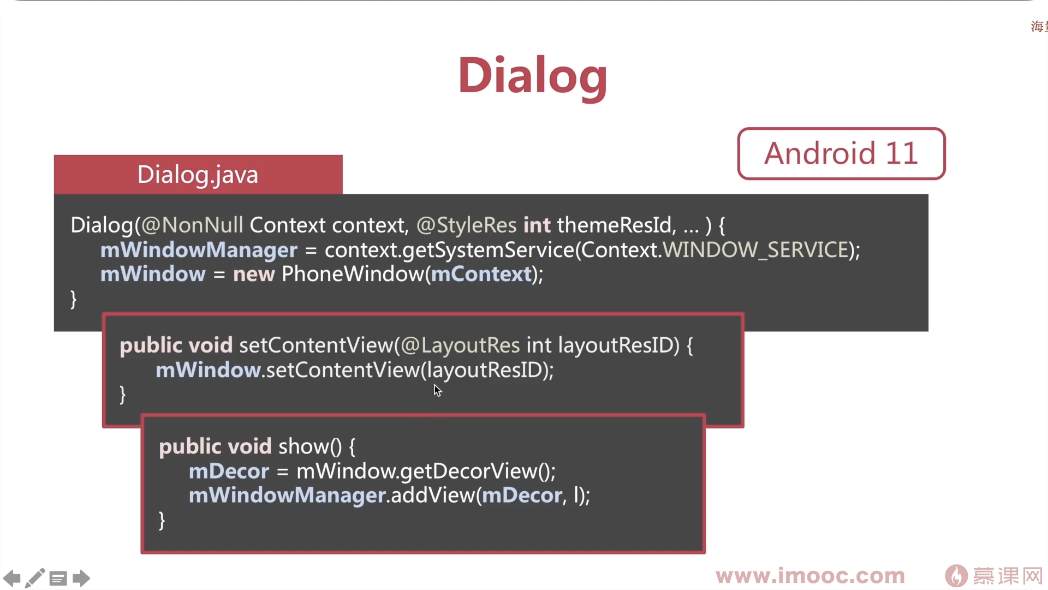 海
Dialog
Android 11
Dialog.java
Dialog(@NonNull Context context, @StyleRes int themeResId, ... ) {
mWindowManager = context.getSystemService(Context.WINDOW_SERVICE);
mWindow = new PhoneWindow(mContext);
}
public void setContentView(@LayoutRes int layoutResID) {
mWindow.setContentView(layoutResID);
}
public void show() {
mDecor = mWindow.getDecorView();
mWindowManager.addView(mDecor, l);
}
www.imooc.com
慕课网